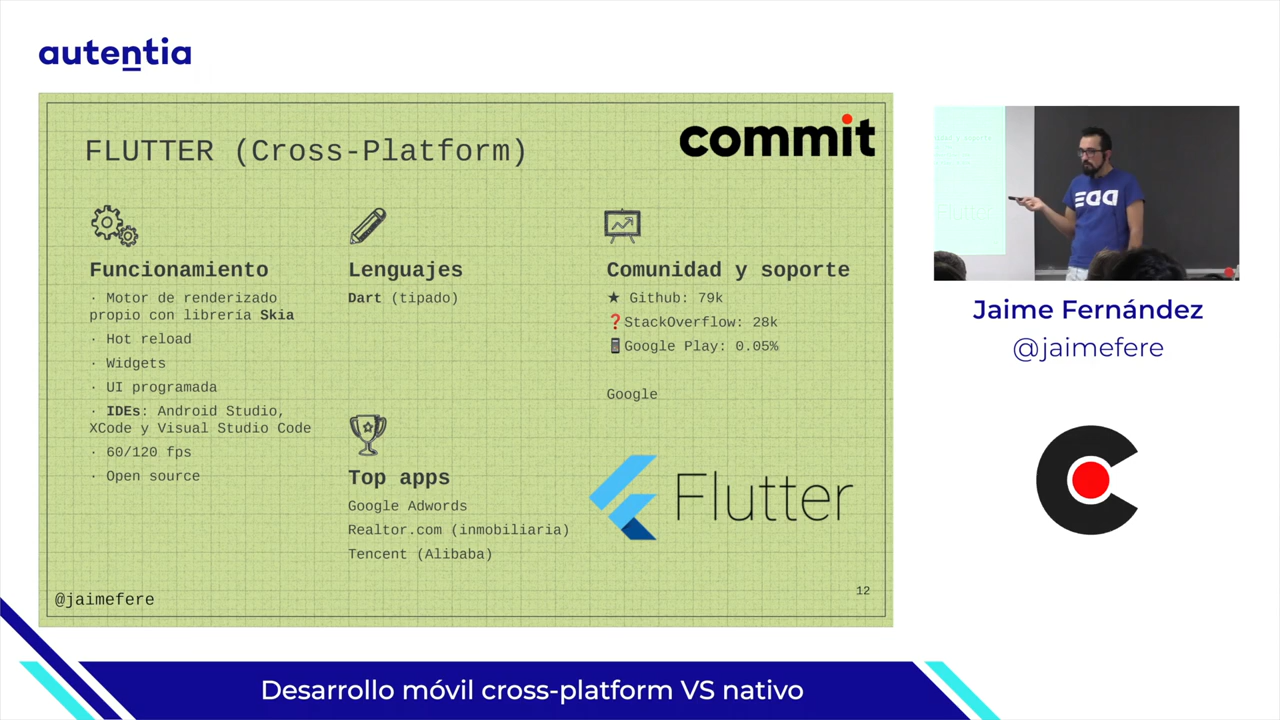 autentia
FLUTTER (Cross-Platform)
commit
Funcionamiento
· Motor de renderizado
propio con librería Skia
· Hot reload
· Widgets
· UI programada
· IDEs: Android Studio,
XCode y Visual Studio Code
· 60/120 fps
· Open source
Lenguajes
Dart (tipado)
Top apps
Google Adwords
Realtor.com (inmobiliaria)
Tencent (Alibaba)
Comunidad y soporte
★ Github: 79k
❓StackOverflow: 28k
Google Play: 0.05%
Google
Flutter
@jaimefere
12
Flutter
Jaime Fernández
@jaimefere
Desarrollo móvil cross-platform VS nativo